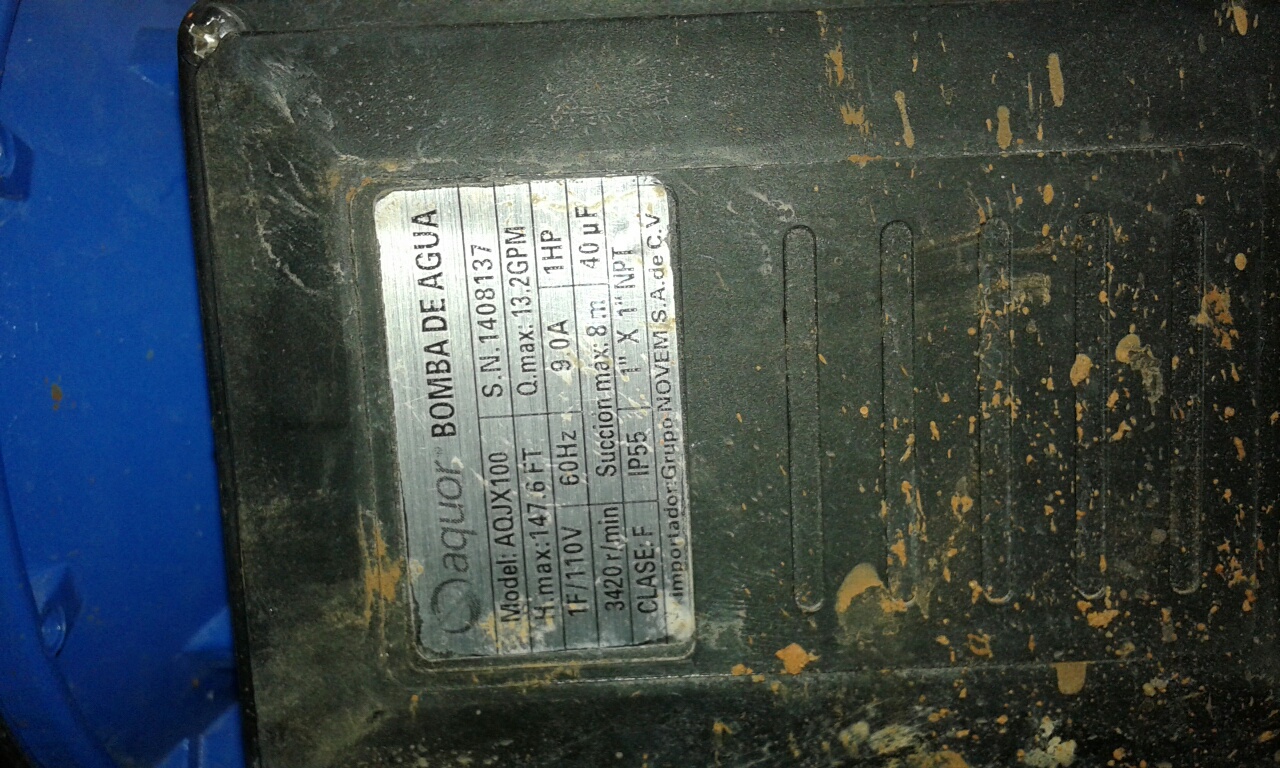 aquor™ BOMBA DE AGUA
Model: AQJX100 S.N.1408137
H.max:147.6 FT Q.max: 13.2GPM
1F/110V 60Hz 9.0A 1HP
3420 r/min Succion max: 8 m 40 µF
CLASE: F IP55 1" X 1" NPT
Importador:Grupo NOVEM S.A.de C.V.